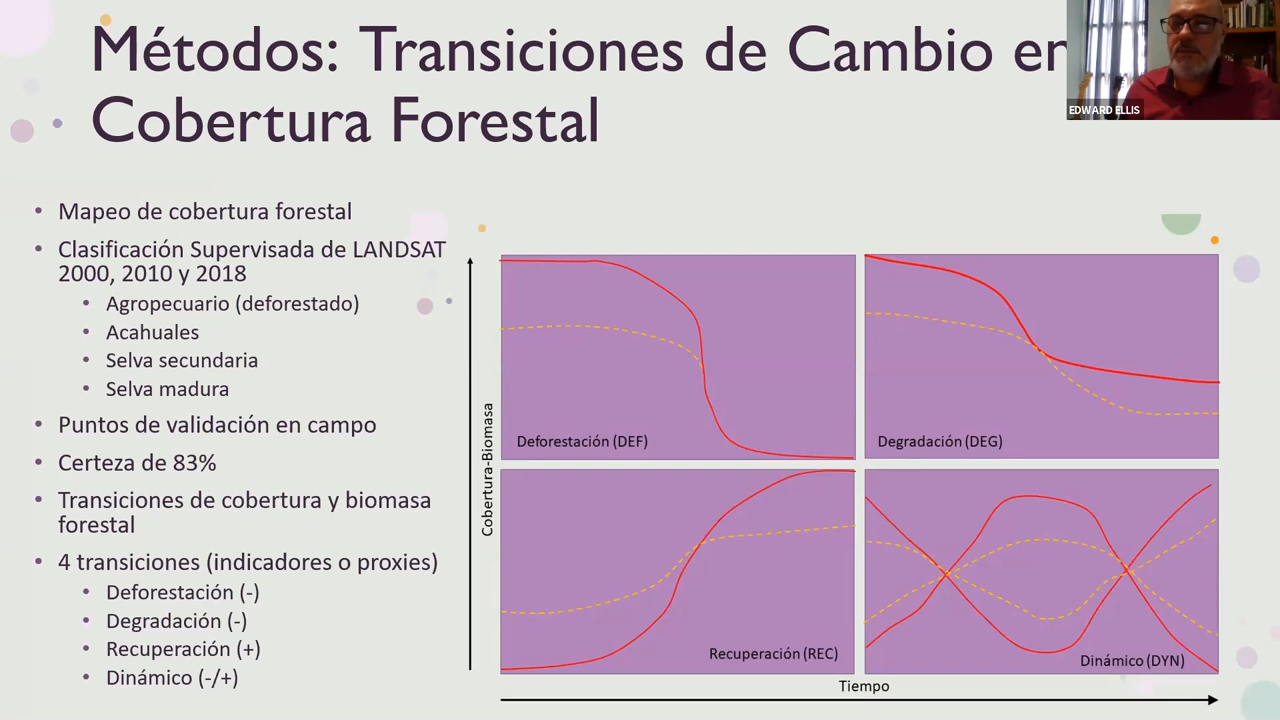 Métodos: Transiciones de Cambio en
Cobertura Forestal
EDWARD ELLIS
• Mapeo de cobertura forestal
• Clasificación Supervisada de LANDSAT
2000, 2010 y 2018
• Agropecuario (deforestado)
• Acahuales
• Selva secundaria
• Selva madura
• Puntos de validación en campo
• Certeza de 83%
• Transiciones de cobertura y biomasa
forestal
• 4 transiciones (indicadores o proxies)
• Deforestación (-)
• Degradación (-)
• Recuperación (+)
• Dinámico (-/+)
Cobertura-Biomasa
Deforestación (DEF)
Degradación (DEG)
Recuperación (REC)
Dinámico (DYN)
Tiempo